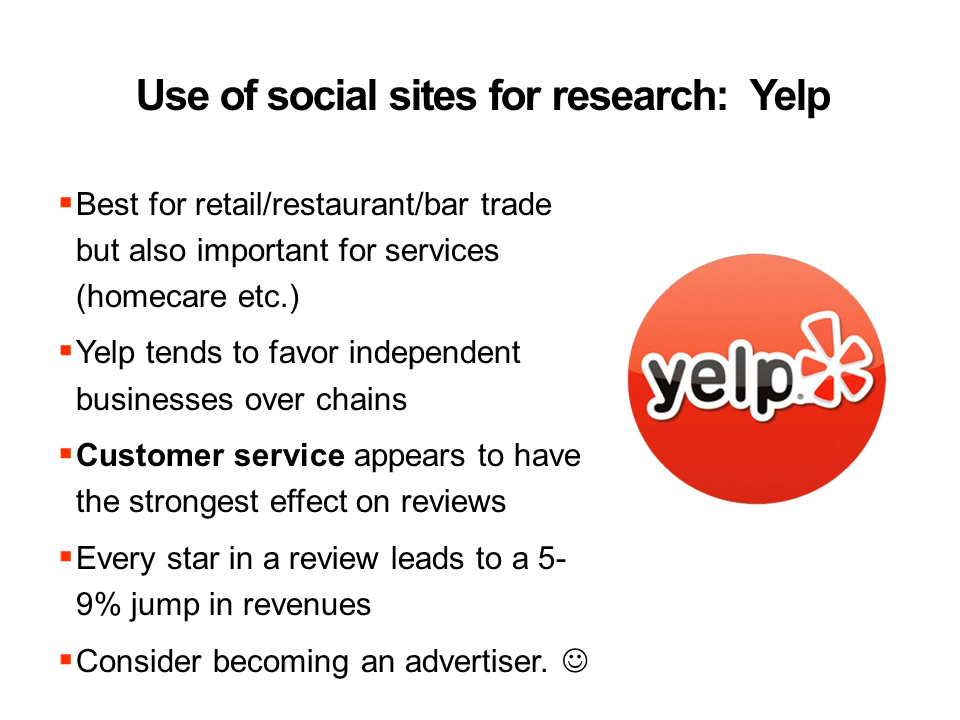 Use of social sites for research: Yelp
▪Best for retail/restaurant/bar trade
but also important for services
(homecare etc.)
▪Yelp tends to favor independent
businesses over chains
yelp®
▪Customer service appears to have
the strongest effect on reviews
▪Every star in a review leads to a 5-
9% jump in revenues
▪Consider becoming an advertiser. ☺